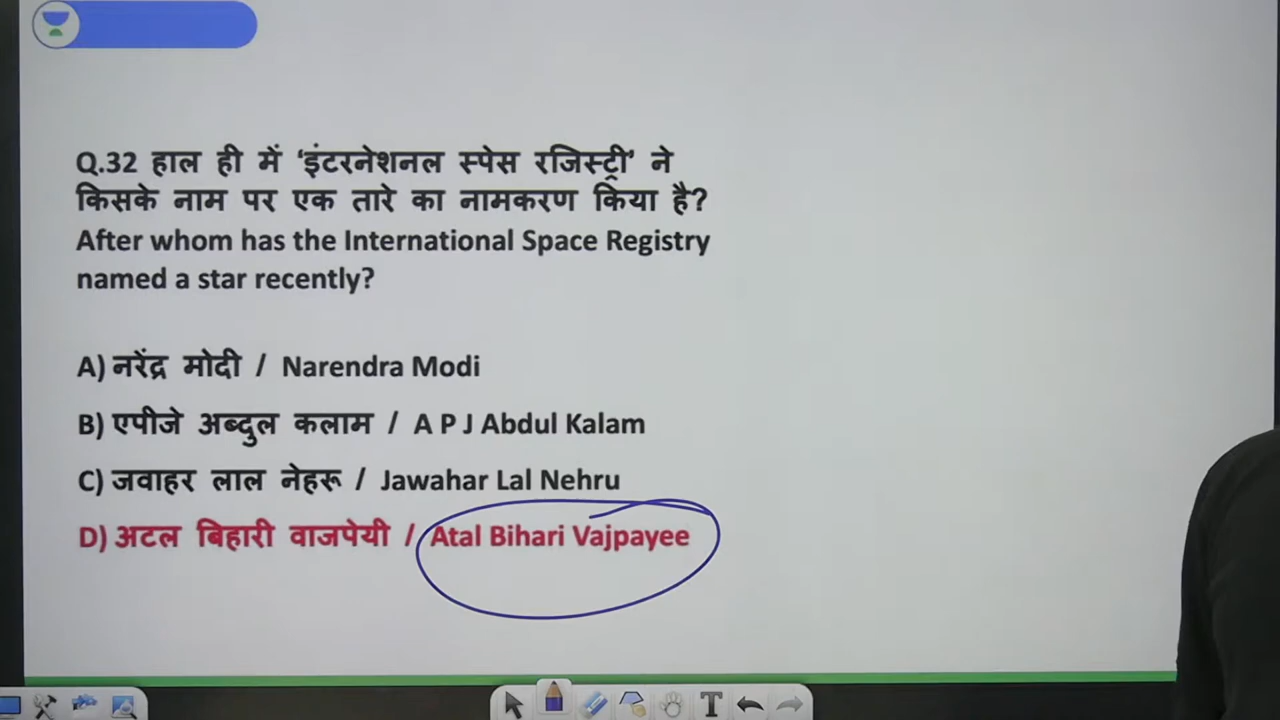 Q.32 हाल ही में ‘इंटरनेशनल स्पेस रजिस्ट्री’ ने
किसके नाम पर एक तारे का नामकरण किया है?
After whom has the International Space Registry
named a star recently?
A) नरेंद्र मोदी / Narendra Modi
B) एपीजे अब्दुल कलाम / A P J Abdul Kalam
C) जवाहर लाल नेहरू / Jawahar Lal Nehru
D) अटल बिहारी वाजपेयी / Atal Bihari Vajpayee
T